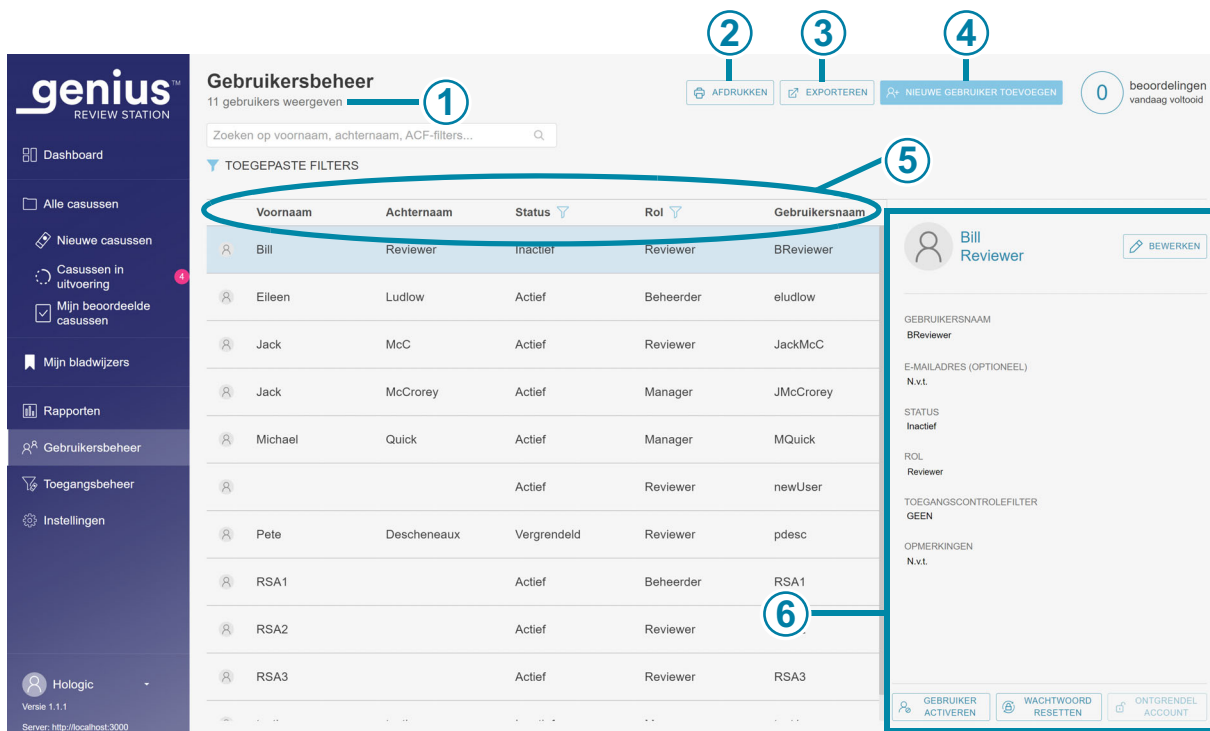 2
3
4
genius™
REVIEW STATION
Dashboard
Alle casussen
Nieuwe casussen
Casussen in
uitvoering
4
Mijn beoordeelde
casussen
Mijn bladwijzers
Rapporten
Gebruikersbeheer
Toegangsbeheer
Instellingen
Hologic
Versie 1.1.1
Server: http://localhost:3000
Gebruikersbeheer
11 gebruikers weergeven
1
AFDRUKKEN
EXPORTEREN
NIEUWE GEBRUIKER TOEVOEGEN
0
beoordelingen
vandaag voltooid
Zoeken op voornaam, achternaam, ACF-filters...
TOEGEPASTE FILTERS
5
Voornaam Achternaam Status Rol Gebruikersnaam
Bill Reviewer Inactief Reviewer BReviewer
Eileen Ludlow Actief Beheerder eludlow
Jack McC Actief Reviewer JackMcC
Jack McCrorey Actief Manager JMcCrorey
Michael Quick Actief Manager MQuick
Actief Reviewer newUser
Pete Descheneaux Vergrendeld Reviewer pdesc
RSA1 Actief Beheerder RSA1
RSA2 Actief Reviewer
RSA3 Actief Reviewer RSA3
6
Bill
Reviewer
BEWERKEN
GEBRUIKERSNAAM
BReviewer
E-MAILADRES (OPTIONEEL)
N.v.t.
STATUS
Inactief
ROL
Reviewer
TOEGANGSCONTROLEFILTER
GEEN
OPMERKINGEN
N.v.t.
GEBRUIKER
ACTIVEREN
WACHTWOORD
RESETTEN
ONTGRENDEL
ACCOUNT